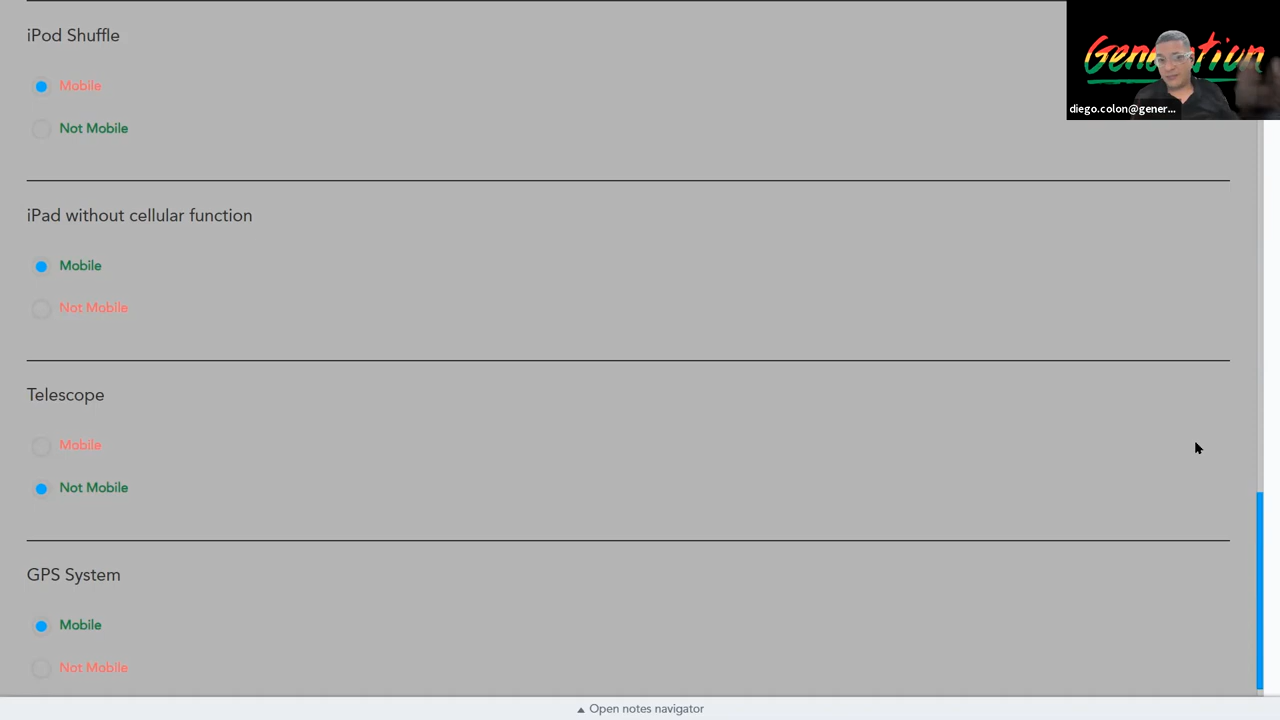 iPod Shuffle
Mobile
Not Mobile
iPad without cellular function
Mobile
Not Mobile
Telescope
Mobile
Not Mobile
GPS System
Mobile
Not Mobile
Open notes navigator
Generation
diego.colon@gener...